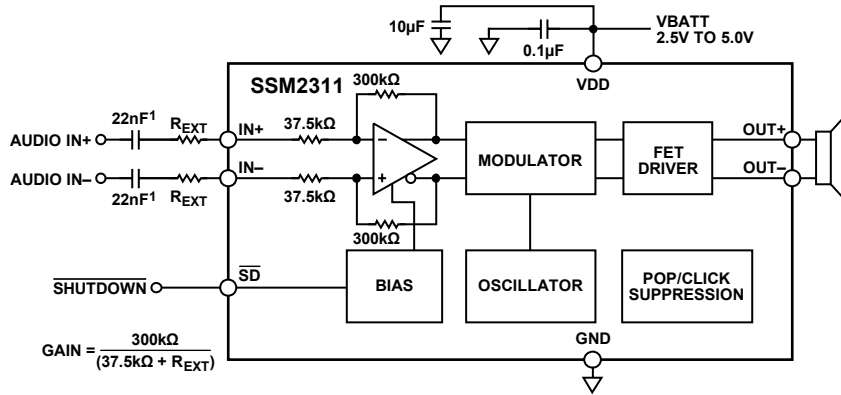 10µF
0.1µF
VBATT
2.5V TO 5.0V
VDD
SSM2311
300kΩ
22nF1
REXT
IN+
37.5kΩ
AUDIO IN+
−
MODULATOR
FET
DRIVER
OUT+
AUDIO IN–
22nF1
REXT
IN–
37.5kΩ
+
OUT–
300kΩ
SHUTDOWN
SD
BIAS
OSCILLATOR
POP/CLICK
SUPPRESSION
GAIN = 300kΩ
(37.5kΩ + REXT)
GND